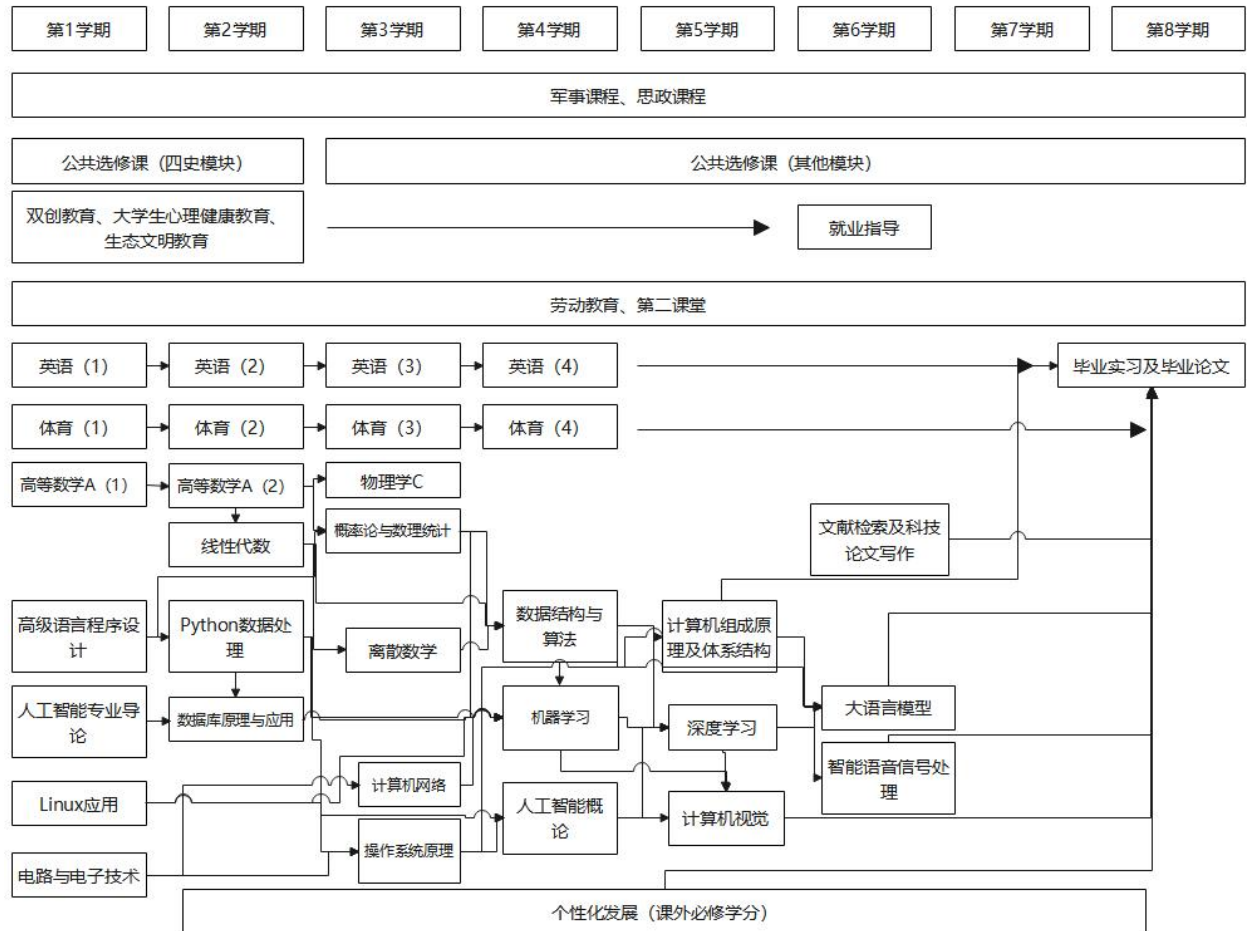 第1学期
第2学期
第3学期
第4学期
第5学期
第6学期
第7学期
第8学期
军事课程、思政课程
公共选修课（四史模块）
公共选修课（其他模块）
双创教育、大学生心理健康教育、
生态文明教育
就业指导
劳动教育、第二课堂
英语（1）
英语（2）
英语（3）
英语（4）
毕业实习及毕业论文
体育（1）
体育（2）
体育（3）
体育（4）
高等数学A（1）
高等数学A（2）
物理学C
线性代数
概率论与数理统计
文献检索及科技
论文写作
高级语言程序设
计
Python数据处
理
离散数学
数据结构与
算法
计算机组成原
理及体系结构
人工智能专业导
论
数据库原理与应用
机器学习
深度学习
大语言模型
智能语音信号处
理
Linux应用
计算机网络
人工智能概
论
计算机视觉
电路与电子技术
操作系统原理
个性化发展（课外必修学分）